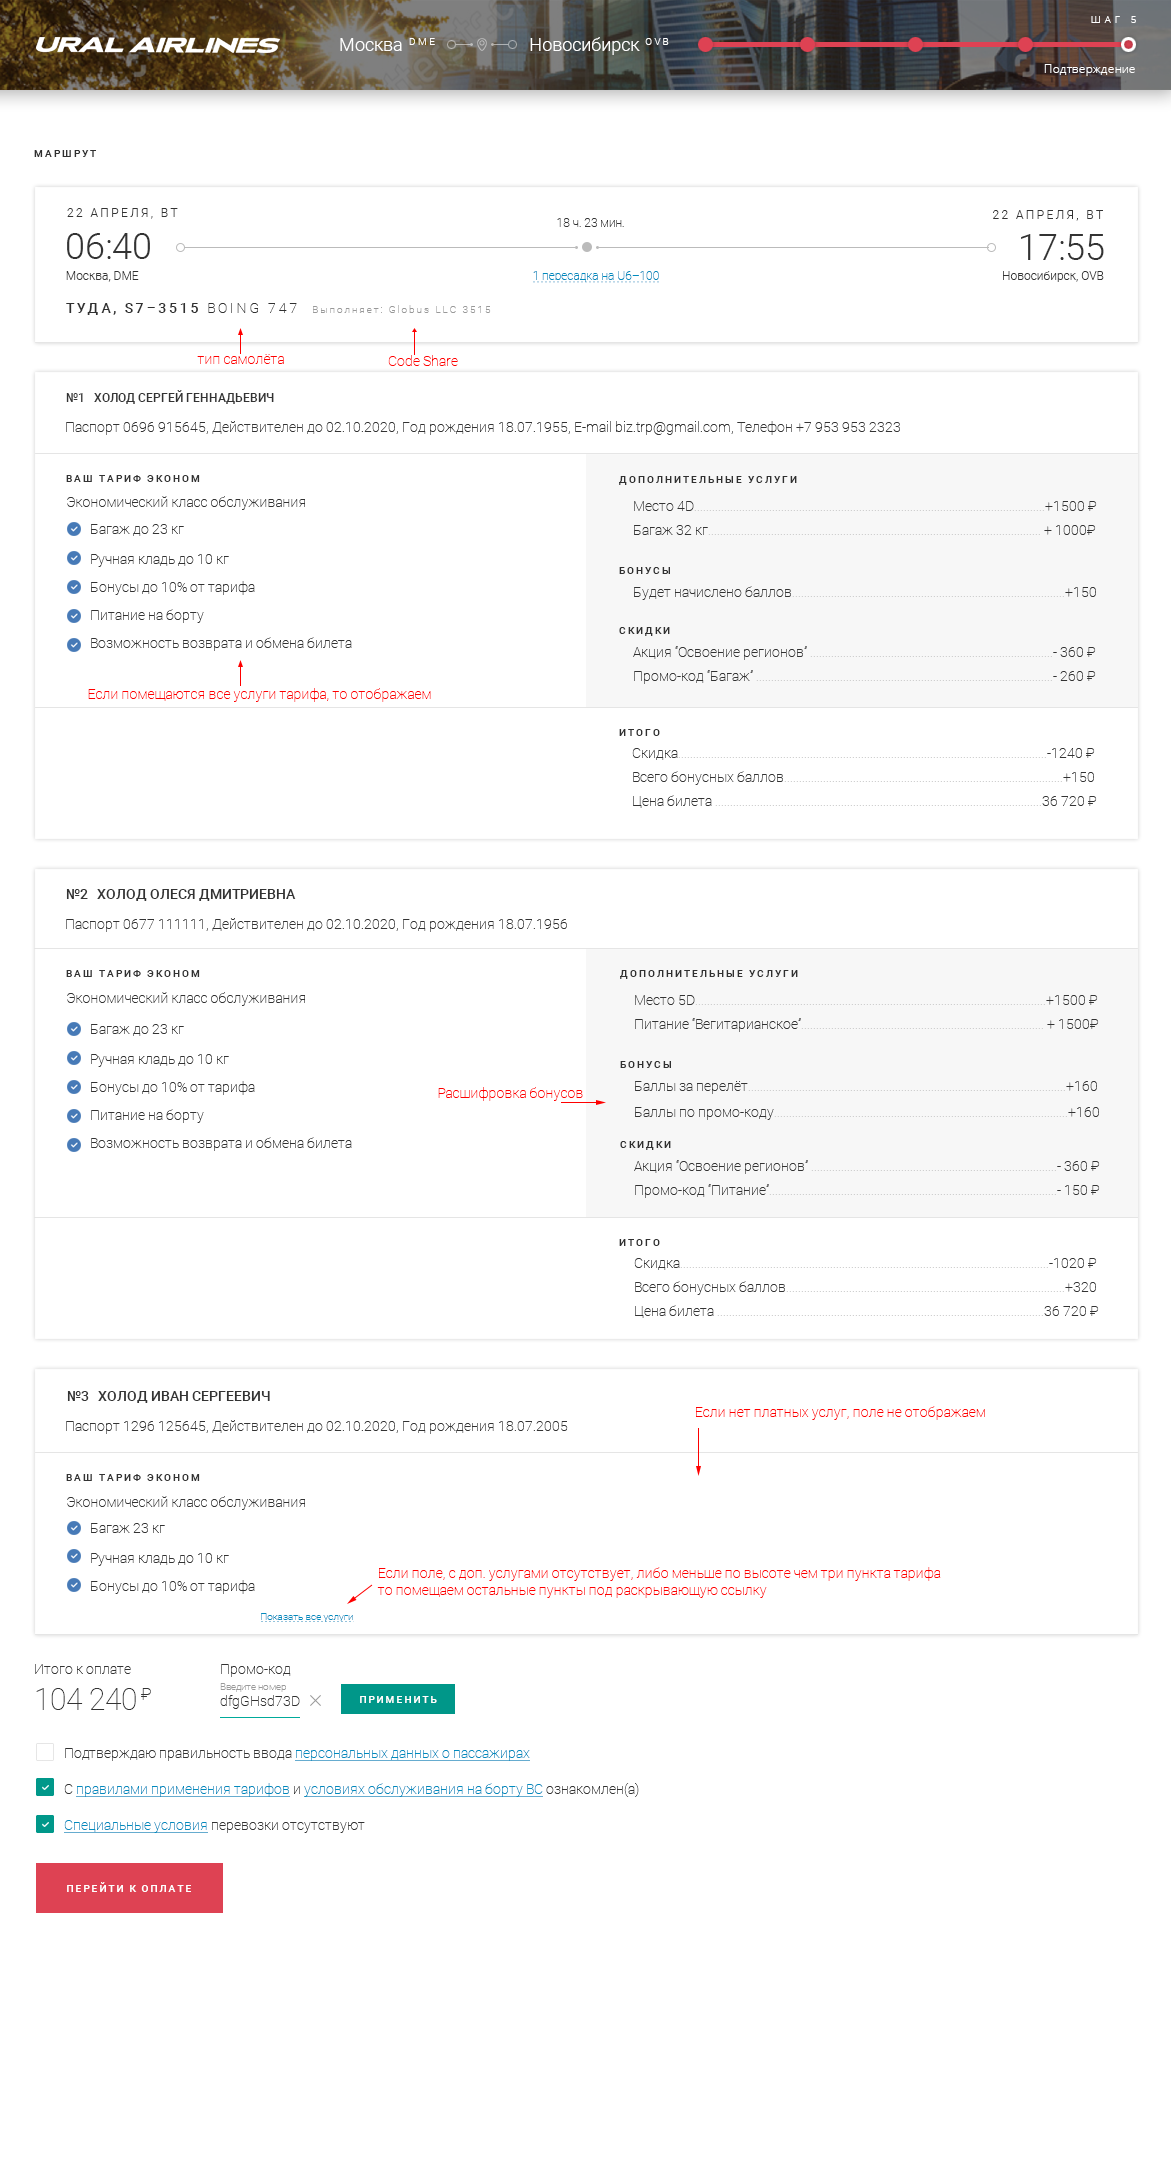 ШАГ 5
URAL AIRLINES
Москва DME
Новосибирск OVB
Подтверждение
МАРШРУТ
22 АПРЕЛЯ, ВТ
18 ч. 23 мин.
22 АПРЕЛЯ, ВТ
06:40
17:55
Москва, DME
1 пересадка на U6–100
Новосибирск, OVB
ТУДА, S7–3515 BOING 747 Выполняет: Globus LLC 3515
тип самолёта
Code Share
№1 ХОЛОД СЕРГЕЙ ГЕННАДЬЕВИЧ
Паспорт 0696 915645, Действителен до 02.10.2020, Год рождения 18.07.1955, E-mail biz.trp@gmail.com, Телефон +7 953 953 2323
ВАШ ТАРИФ ЭКОНОМ
Экономический класс обслуживания
Багаж до 23 кг
Ручная кладь до 10 кг
Бонусы до 10% от тарифа
Питание на борту
Возможность возврата и обмена билета
Если помещаются все услуги тарифа, то отображаем
ДОПОЛНИТЕЛЬНЫЕ УСЛУГИ
Место 4D +1500 ₽
Багаж 32 кг + 1000₽
БОНУСЫ
Будет начислено баллов +150
СКИДКИ
Акция "Освоение регионов" - 360 ₽
Промо-код "Багаж" - 260 ₽
ИТОГО
Скидка -1240 ₽
Всего бонусных баллов +150
Цена билета 36 720 ₽
№2 ХОЛОД ОЛЕСЯ ДМИТРИЕВНА
Паспорт 0677 111111, Действителен до 02.10.2020, Год рождения 18.07.1956
ВАШ ТАРИФ ЭКОНОМ
Экономический класс обслуживания
Багаж до 23 кг
Ручная кладь до 10 кг
Бонусы до 10% от тарифа
Питание на борту
Возможность возврата и обмена билета
Расшифровка бонусов
ДОПОЛНИТЕЛЬНЫЕ УСЛУГИ
Место 5D +1500 ₽
Питание "Вегитарианское" + 1500₽
БОНУСЫ
Баллы за перелёт +160
Баллы по промо-коду +160
СКИДКИ
Акция "Освоение регионов" - 360 ₽
Промо-код "Питание" - 150 ₽
ИТОГО
Скидка -1020 ₽
Всего бонусных баллов +320
Цена билета 36 720 ₽
№3 ХОЛОД ИВАН СЕРГЕЕВИЧ
Паспорт 1296 125645, Действителен до 02.10.2020, Год рождения 18.07.2005
Если нет платных услуг, поле не отображаем
ВАШ ТАРИФ ЭКОНОМ
Экономический класс обслуживания
Багаж 23 кг
Ручная кладь до 10 кг
Бонусы до 10% от тарифа
Если поле, с доп. услугами отсутствует, либо меньше по высоте чем три пункта тарифа
то помещаем остальные пункты под раскрывающую ссылку
Показать все услуги
Итого к оплате
104 240 ₽
Промо-код
Введите номер
dfgGHsd73D
ПРИМЕНИТЬ
Подтверждаю правильность ввода персональных данных о пассажирах
С правилами применения тарифов и условиях обслуживания на борту ВС ознакомлен(а)
Специальные условия перевозки отсутствуют
ПЕРЕЙТИ К ОПЛАТЕ